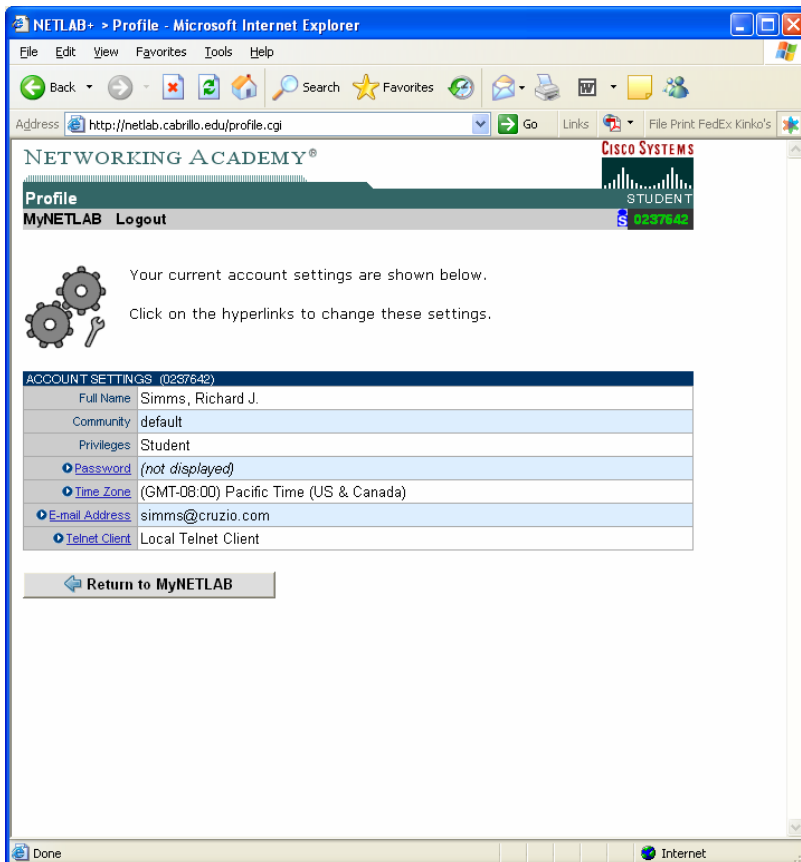 NETLAB+ > Profile - Microsoft Internet Explorer
File Edit View Favorites Tools Help
Back Search Favorites
Address http://netlab.cabrillo.edu/profile.cgi Go Links File Print FedEx Kinko's
NETWORKING ACADEMY®
CISCO SYSTEMS
Profile
STUDENT
MyNETLAB Logout
S 0237642
Your current account settings are shown below.
Click on the hyperlinks to change these settings.
ACCOUNT SETTINGS (0237642)
Full Name Simms, Richard J.
Community default
Privileges Student
Password (not displayed)
Time Zone (GMT-08:00) Pacific Time (US & Canada)
E-mail Address simms@cruzio.com
Telnet Client Local Telnet Client
Return to MyNETLAB
Done Internet